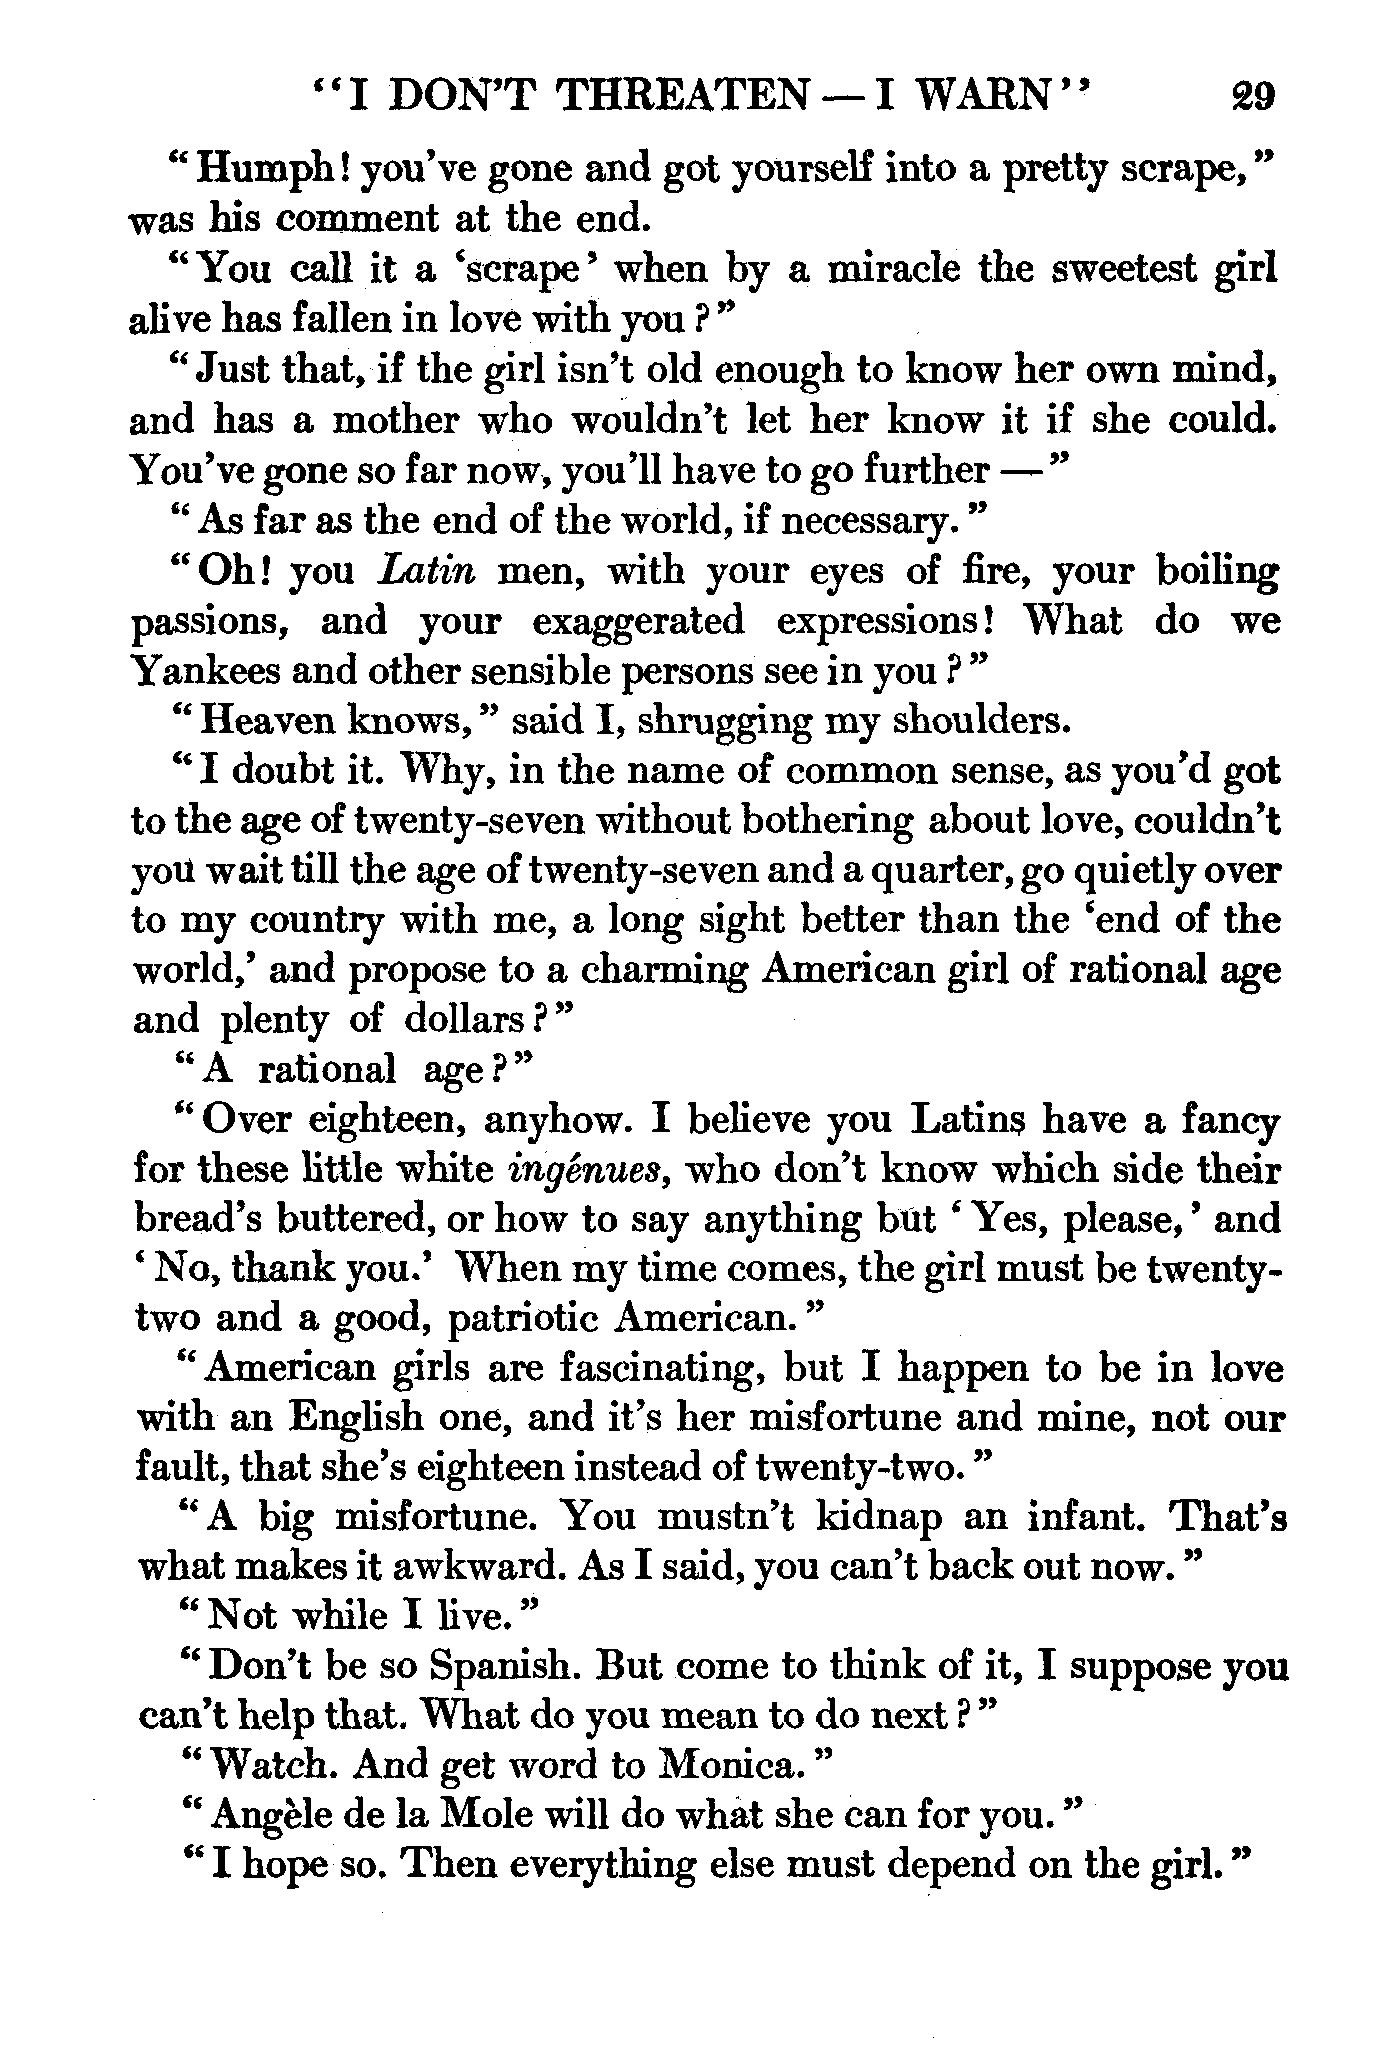 “I DON’T THREATEN — I WARN” 29
“Humph! you’ve gone and got yourself into a pretty scrape,”
was his comment at the end.
“You call it a ‘scrape’ when by a miracle the sweetest girl
alive has fallen in love with you?”
“Just that, if the girl isn’t old enough to know her own mind,
and has a mother who wouldn’t let her know it if she could.
You’ve gone so far now, you’ll have to go further —”
“As far as the end of the world, if necessary.”
“Oh! you Latin men, with your eyes of fire, your boiling
passions, and your exaggerated expressions! What do we
Yankees and other sensible persons see in you?”
“Heaven knows,” said I, shrugging my shoulders.
“I doubt it. Why, in the name of common sense, as you’d got
to the age of twenty-seven without bothering about love, couldn’t
you wait till the age of twenty-seven and a quarter, go quietly over
to my country with me, a long sight better than the ‘end of the
world,’ and propose to a charming American girl of rational age
and plenty of dollars?”
“A rational age?”
“Over eighteen, anyhow. I believe you Latins have a fancy
for these little white ingénues, who don’t know which side their
bread’s buttered, or how to say anything but ‘Yes, please,’ and
‘No, thank you.’ When my time comes, the girl must be twenty-
two and a good, patriotic American.”
“American girls are fascinating, but I happen to be in love
with an English one, and it’s her misfortune and mine, not our
fault, that she’s eighteen instead of twenty-two.”
“A big misfortune. You mustn’t kidnap an infant. That’s
what makes it awkward. As I said, you can’t back out now.”
“Not while I live.”
“Don’t be so Spanish. But come to think of it, I suppose you
can’t help that. What do you mean to do next?”
“Watch. And get word to Monica.”
“Angèle de la Mole will do what she can for you.”
“I hope so. Then everything else must depend on the girl.”